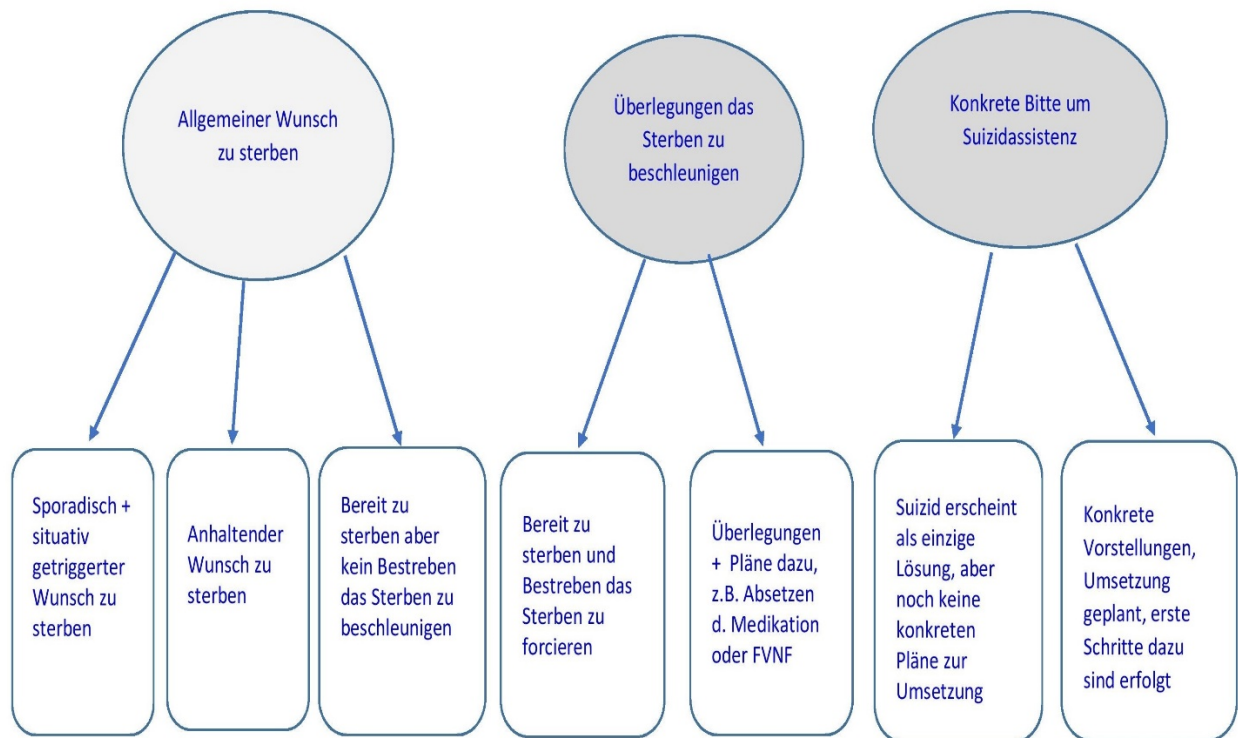 Allgemeiner Wunsch
zu sterben
Überlegungen das
Sterben zu
beschleunigen
Konkrete Bitte um
Suizidassistenz
Sporadisch +
situativ
getriggerter
Wunsch zu
sterben
Anhaltender
Wunsch zu
sterben
Bereit zu
sterben aber
kein Bestreben
das Sterben zu
beschleunigen
Bereit zu
sterben und
Bestreben das
Sterben zu
forcieren
Überlegungen
+ Pläne dazu,
z.B. Absetzen
d. Medikation
oder FVNF
Suizid erscheint
als einzige
Lösung, aber
noch keine
konkreten
Pläne zur
Umsetzung
Konkrete
Vorstellungen,
Umsetzung
geplant, erste
Schritte dazu
sind erfolgt